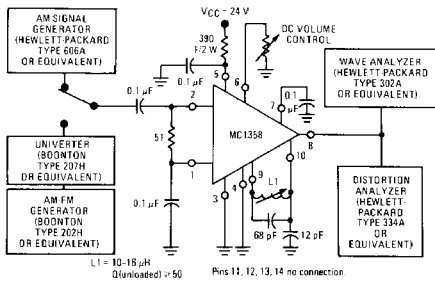 AM SIGNAL
GENERATOR
(HEWLETT-PACKARD
TYPE 606A
OR EQUIVALENT)
VCC = 24 V
390
F/2 W
DC VOLUME
CONTROL
0.1 µF
5
6
WAVE ANALYZER
(HEWLETT-PACKARD
TYPE 302A
OR EQUIVALENT)
0.1 µF
2
7
0.1
µF
51
MC1358
8
1
10
9
3
4
L1
UNIVERTER
(BOONTON
TYPE 207H
OR EQUIVALENT)
0.1 µF
68 pF
12 pF
AM-FM
GENERATOR
(BOONTON
TYPE 202H
OR EQUIVALENT)
DISTORTION
ANALYZER
(HEWLETT-
PACKARD
TYPE 334A
OR
EQUIVALENT)
L1 = 10-16 µH
Q(unloaded) ≥ 50
Pins 11, 12, 13, 14 no connection.